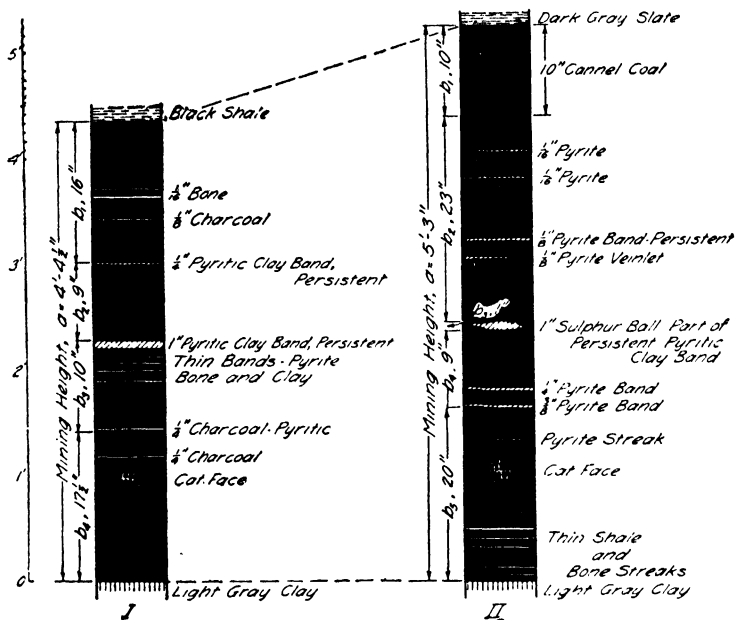 5'
4'
3'
2'
1'
0
Black Shale
1/16" Bone
1/8" Charcoal
1/4" Pyritic Clay Band,
Persistent
1" Pyritic Clay Band, Persistent
Thin Bands - Pyrite
Bone and Clay
1/4" Charcoal-Pyritic
1/4" Charcoal
Cat Face
Light Gray Clay
Mining Height, a = 4'-4½"
b₁, 16"
b₂, 9"
b₃, 10"
b₄, 17½"
I
Dark Gray Slate
10" Cannel Coal
1/16" Pyrite
1/16" Pyrite
1/8" Pyrite Band-Persistent
1/8" Pyrite Veinlet
1" Sulphur Ball Part of
Persistent Pyritic
Clay Band
1/4" Pyrite Band
3/8" Pyrite Band
Pyrite Streak
Cat Face
Thin Shale
and
Bone Streaks
Light Gray Clay
Mining Height, a = 5'-3"
b₁, 10"
b₂, 23"
b₃, 1"
b₄, 9"
b₅, 20"
II